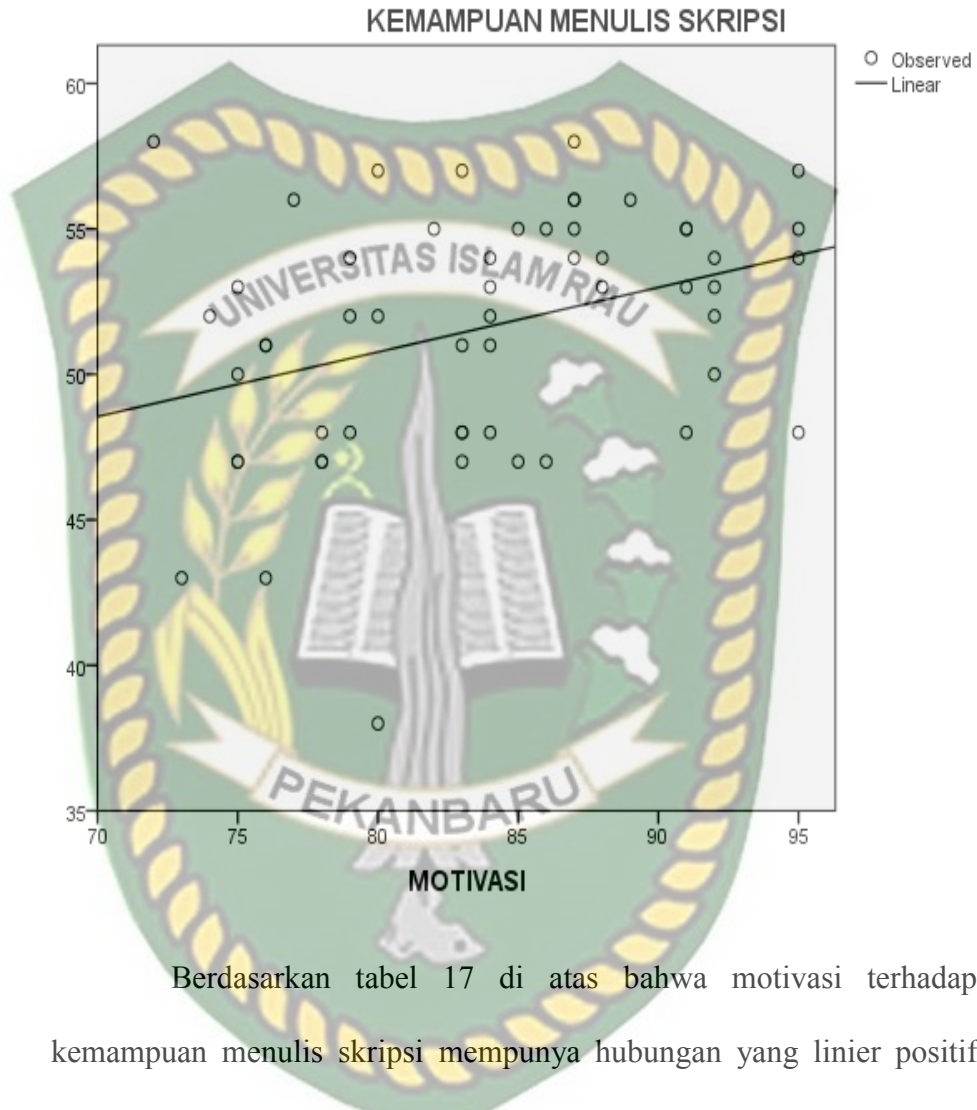 KEMAMPUAN MENULIS SKRIPSI
Observed
Linear
60
55
50
45
40
35
70 75 80 85 90 95
MOTIVASI
UNIVERSITAS ISLAM RIAU
PEKANBARU
Berdasarkan tabel 17 di atas bahwa motivasi terhadap
kemampuan menulis skripsi mempunya hubungan yang linier positif